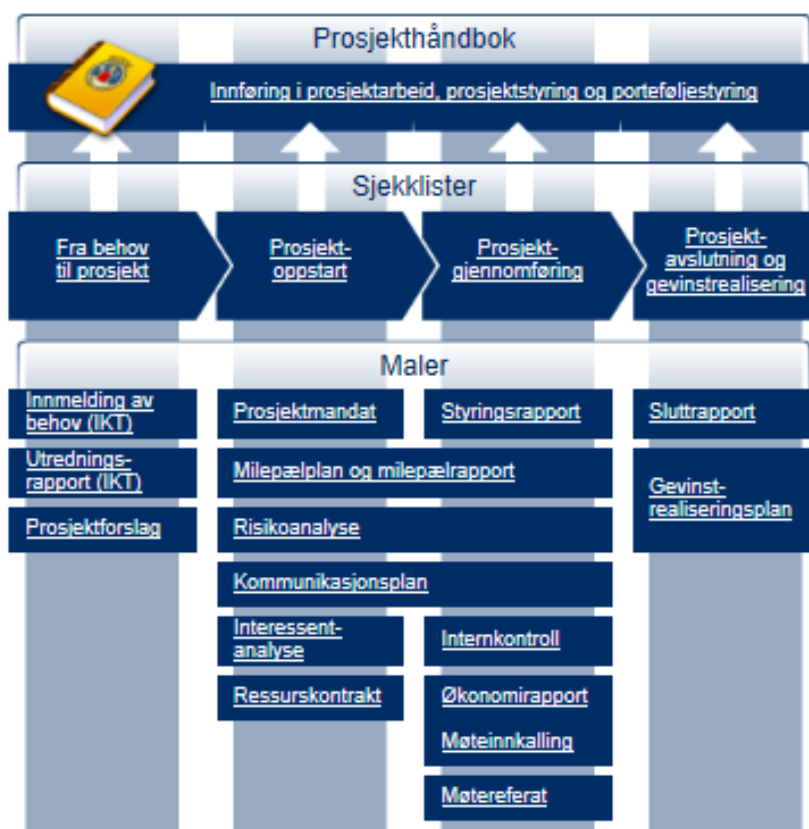 Prosjekthåndbok
Innføring i prosjektarbeid, prosjektstyring og porteføljestyring
Sjekklister
Fra behov
til prosjekt
Prosjekt-
oppstart
Prosjekt-
gjennomføring
Prosjekt-
avslutning og
gevinstrealisering
Maler
Innmelding av
behov (IKT)
Utrednings-
rapport (IKT)
Prosjektforslag
Prosjektmandat
Styringsrapport
Milepælplan og milepælrapport
Risikoanalyse
Kommunikasjonsplan
Interessent-
analyse
Ressurskontrakt
Internkontroll
Økonomirapport
Møteinnkalling
Møtereferat
Sluttrapport
Gevinst-
realiseringsplan